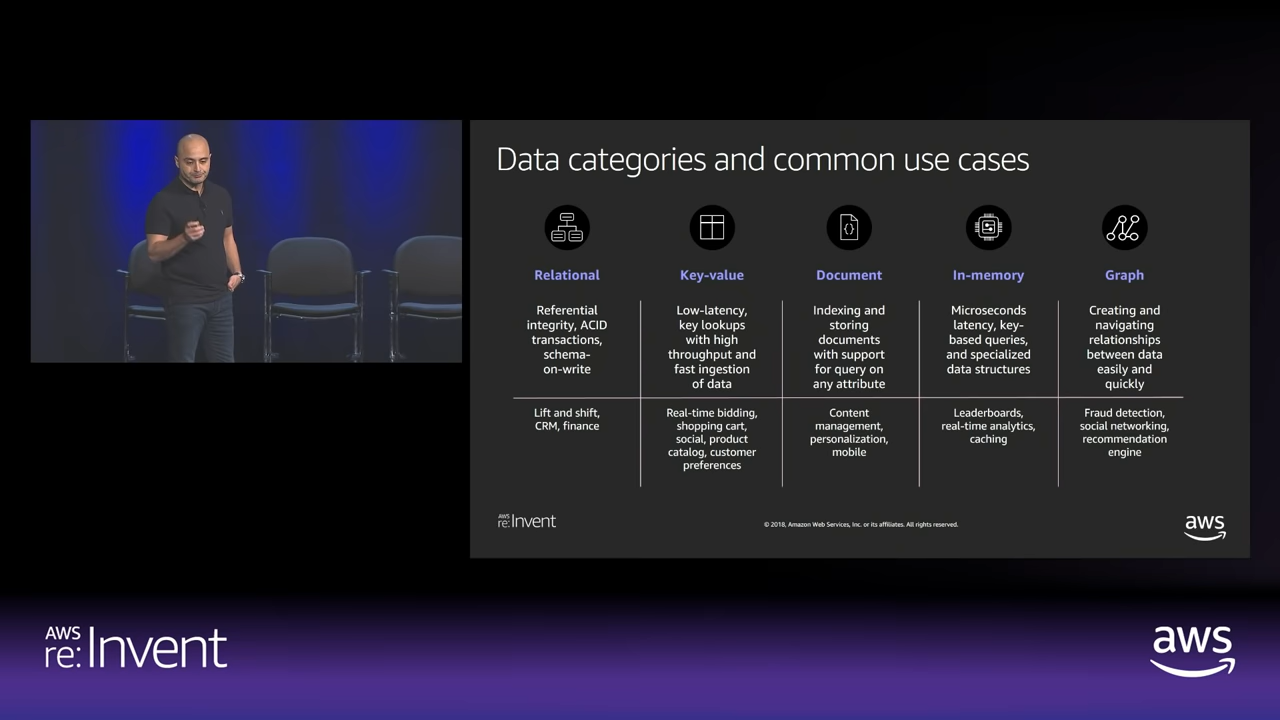 Data categories and common use cases
Relational
Referential
integrity, ACID
transactions,
schema-
on-write
Lift and shift,
CRM, finance
Key-value
Low-latency,
key lookups
with high
throughput and
fast ingestion
of data
Real-time bidding,
shopping cart,
social, product
catalog, customer
preferences
Document
Indexing and
storing
documents
with support
for query on
any attribute
Content
management,
personalization,
mobile
In-memory
Microseconds
latency, key-
based queries,
and specialized
data structures
Leaderboards,
real-time analytics,
caching
Graph
Creating and
navigating
relationships
between data
easily and
quickly
Fraud detection,
social networking,
recommendation
engine
AWS
re:Invent
© 2018, Amazon Web Services, Inc. or its affiliates. All rights reserved.
aws
AWS
re:Invent
aws